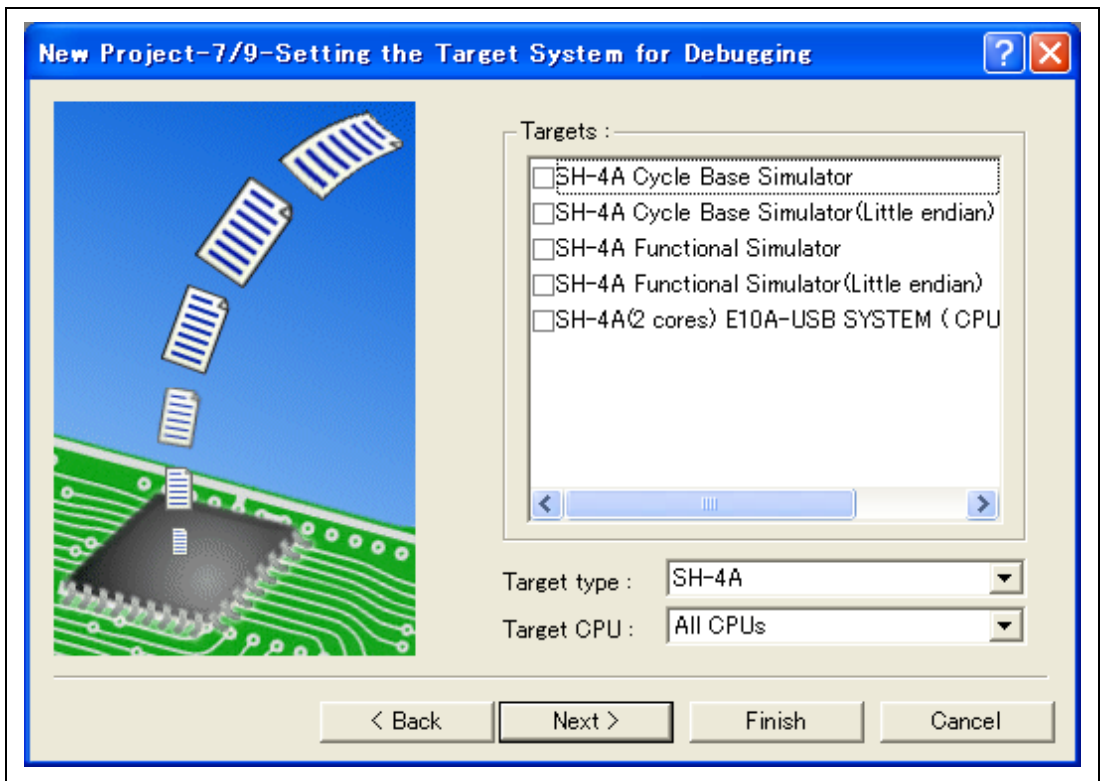 New Project-7/9-Setting the Target System for Debugging
Targets :
SH-4A Cycle Base Simulator
SH-4A Cycle Base Simulator(Little endian)
SH-4A Functional Simulator
SH-4A Functional Simulator(Little endian)
SH-4A(2 cores) E10A-USB SYSTEM ( CPU
Target type : SH-4A
Target CPU : All CPUs
< Back Next > Finish Cancel